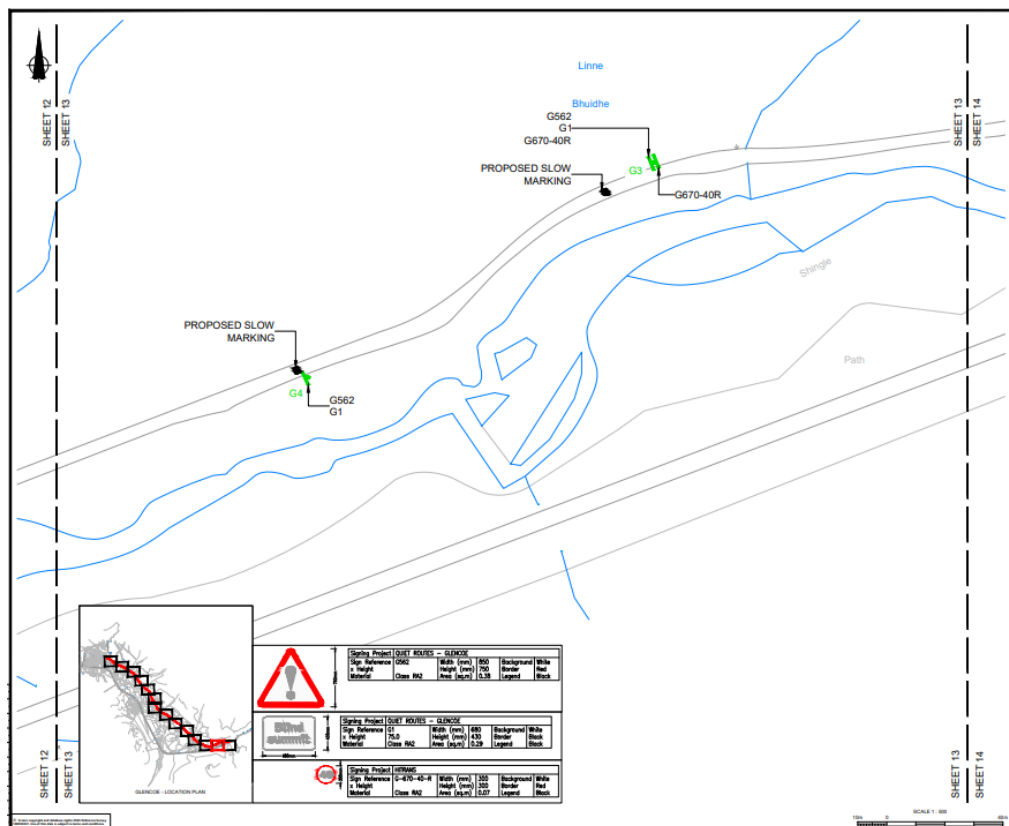 Linne
Bhuidhe
SHEET 12
SHEET 13
SHEET 13
SHEET 14
G562
G1
G670-40R
PROPOSED SLOW
MARKING
G3
G670-40R
Shingle
Path
PROPOSED SLOW
MARKING
G4
G562
G1
SHEET 12
SHEET 13
SHEET 13
SHEET 14
GLENCOE - LOCATION PLAN
Signing Project QUIET ROUTES - GLENCOE
Sign Reference G562 Width (mm) 850 Background White
x Height Height (mm) 750 Border Red
Material Class RA2 Area (sq.m) 0.38 Legend Black
Blind
summit
Signing Project QUIET ROUTES - GLENCOE
Sign Reference G1 Width (mm) 680 Background White
x Height 75.0 Height (mm) 430 Border Black
Material Class RA2 Area (sq.m) 0.29 Legend Black
40
Signing Project HITRANS
Sign Reference G-670-40-R Width (mm) 300 Background White
x Height Height (mm) 300 Border Red
Material Class RA2 Area (sq.m) 0.07 Legend Black
SCALE 1 : 500
10m 0 40m